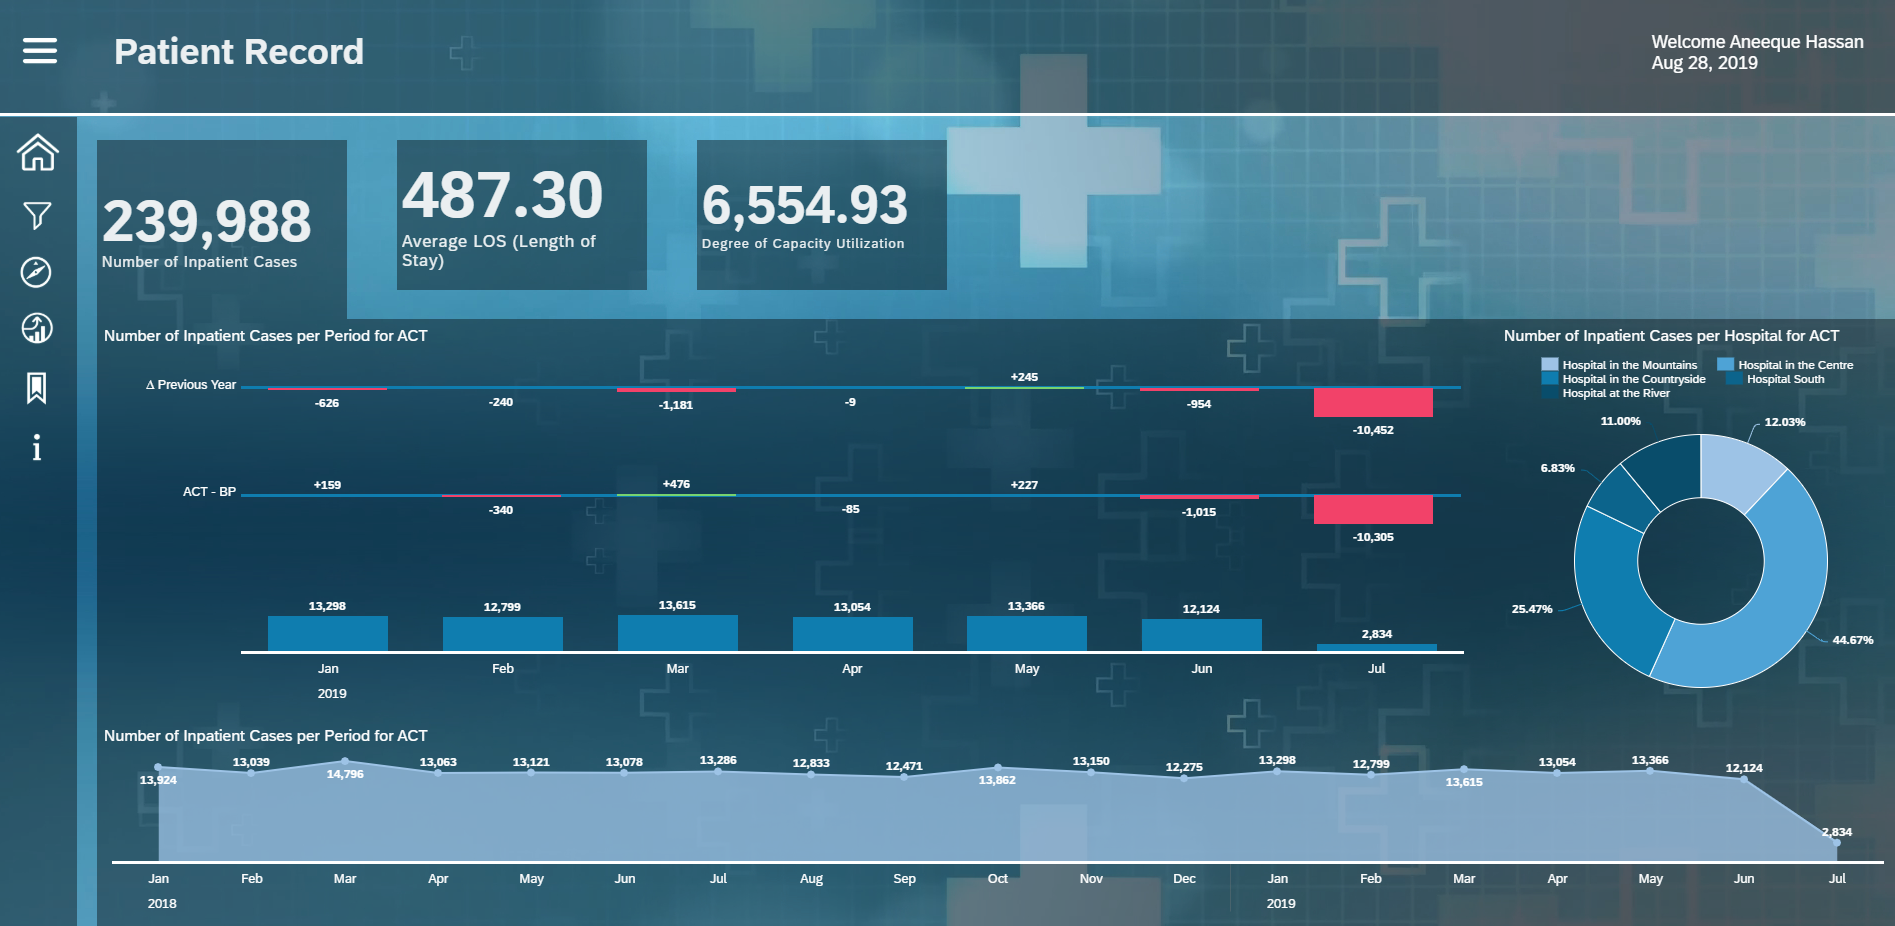 Patient Record
Welcome Aneeque Hassan
Aug 28, 2019
239,988
Number of Inpatient Cases
487.30
Average LOS (Length of
Stay)
6,554.93
Degree of Capacity Utilization
Number of Inpatient Cases per Period for ACT
Δ Previous Year
-626
-240
-1,181
-9
+245
-954
-10,452
ACT - BP
+159
-340
+476
-85
+227
-1,015
-10,305
13,298
12,799
13,615
13,054
13,366
12,124
2,834
Jan
Feb
Mar
Apr
May
Jun
Jul
2019
Number of Inpatient Cases per Hospital for ACT
Hospital in the Mountains
Hospital in the Centre
Hospital in the Countryside
Hospital South
Hospital at the River
11.00%
12.03%
6.83%
25.47%
44.67%
Number of Inpatient Cases per Period for ACT
13,924
13,039
14,796
13,063
13,121
13,078
13,286
12,833
12,471
13,862
13,150
12,275
13,298
12,799
13,615
13,054
13,366
12,124
2,834
Jan
Feb
Mar
Apr
May
Jun
Jul
Aug
Sep
Oct
Nov
Dec
Jan
Feb
Mar
Apr
May
Jun
Jul
2018
2019